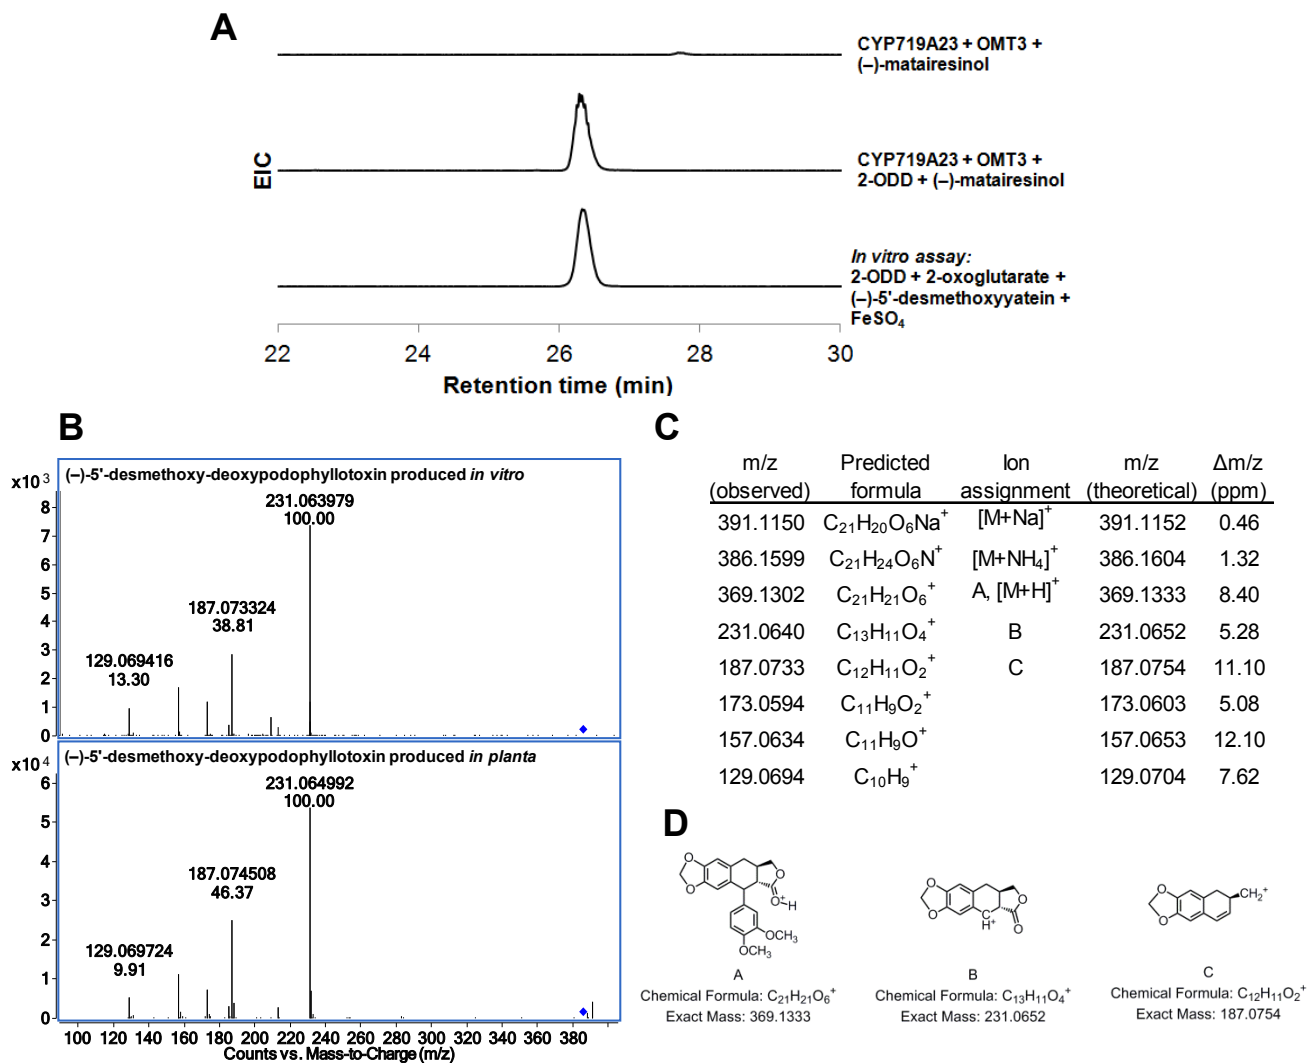 A
CYP719A23 + OMT3 +
(–)-matairesinol
CYP719A23 + OMT3 +
2-ODD + (–)-matairesinol
EIC
In vitro assay:
2-ODD + 2-oxoglutarate +
(–)-5'-desmethoxyyatein +
FeSO4
22 24 26 28 30
Retention time (min)
B
(–)-5'-desmethoxy-deoxypodophyllotoxin produced in vitro
x10 3
8
7
6
5
4
3
2
1
0
231.063979
100.00
187.073324
38.81
129.069416
13.30
(–)-5'-desmethoxy-deoxypodophyllotoxin produced in planta
x10 4
6
5
4
3
2
1
0
231.064992
100.00
187.074508
46.37
129.069724
9.91
100 120 140 160 180 200 220 240 260 280 300 320 340 360 380
Counts vs. Mass-to-Charge (m/z)
C
m/z Predicted Ion m/z Δm/z
(observed) formula assignment (theoretical) (ppm)
391.1150 C21H20O6Na+ [M+Na]+ 391.1152 0.46
386.1599 C21H24O6N+ [M+NH4]+ 386.1604 1.32
369.1302 C21H21O6+ A, [M+H]+ 369.1333 8.40
231.0640 C13H11O4+ B 231.0652 5.28
187.0733 C12H11O2+ C 187.0754 11.10
173.0594 C11H9O2+ 173.0603 5.08
157.0634 C11H9O+ 157.0653 12.10
129.0694 C10H9+ 129.0704 7.62
D
O
O
O
O+
H
OCH3
OCH3
A
Chemical Formula: C21H21O6+
Exact Mass: 369.1333
O
O
O
O
C+
H
B
Chemical Formula: C13H11O4+
Exact Mass: 231.0652
O
O
CH2+
C
Chemical Formula: C12H11O2+
Exact Mass: 187.0754